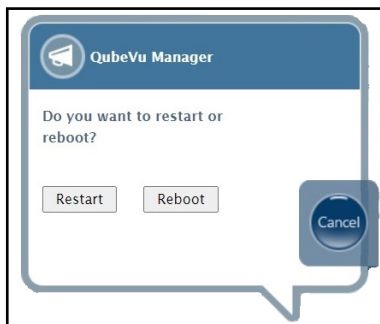 QubeVu Manager
Do you want to restart or
reboot?
Restart Reboot
Cancel